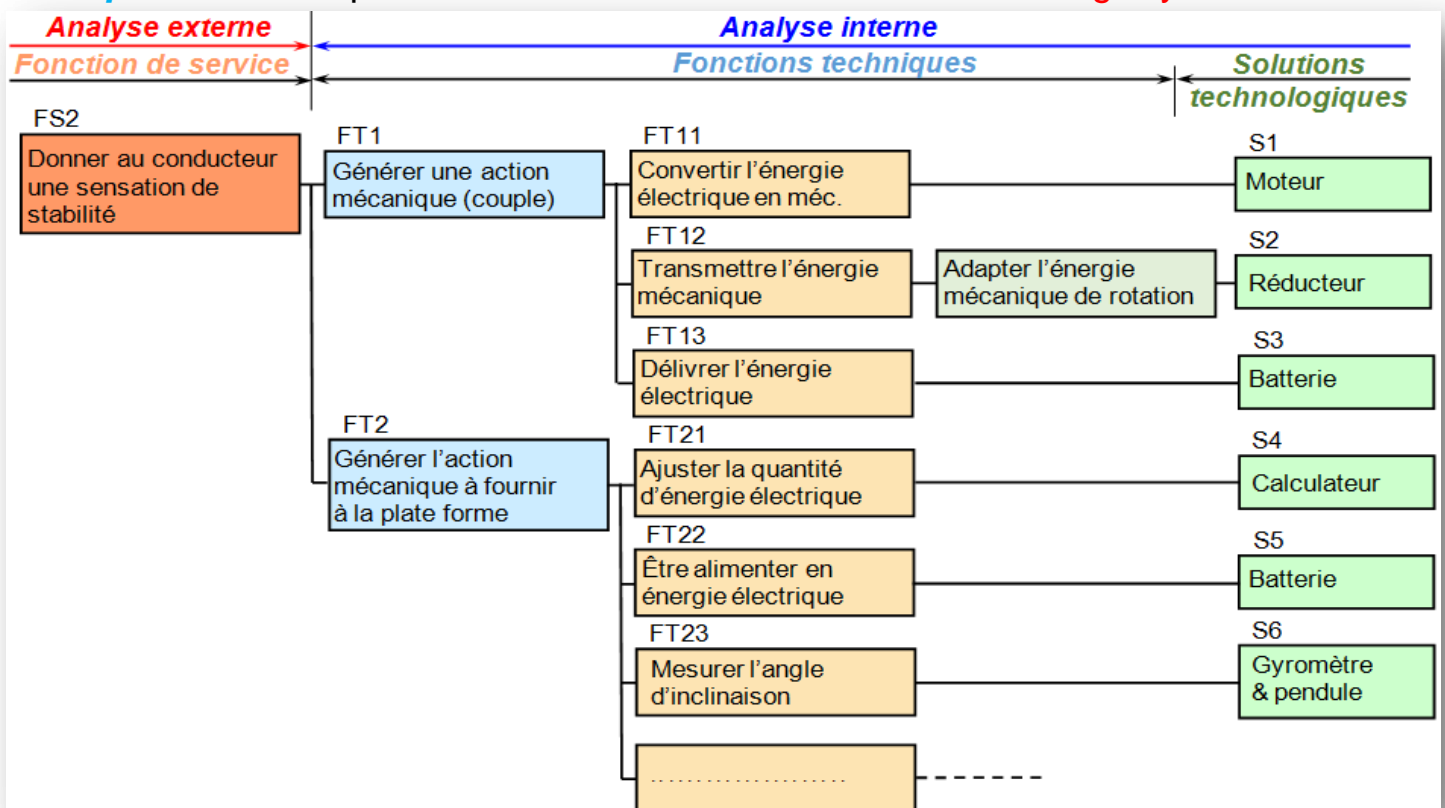 Analyse externe
Analyse interne
Fonction de service
Fonctions techniques
Solutions
technologiques
FS2
Donner au conducteur
une sensation de
stabilité
FT1
Générer une action
mécanique (couple)
FT11
Convertir l'énergie
électrique en méc.
S1
Moteur
FT12
Transmettre l'énergie
mécanique
Adapter l'énergie
mécanique de rotation
S2
Réducteur
FT13
Délivrer l'énergie
électrique
S3
Batterie
FT2
Générer l'action
mécanique à fournir
à la plate forme
FT21
Ajuster la quantité
d'énergie électrique
S4
Calculateur
FT22
Être alimenter en
énergie électrique
S5
Batterie
FT23
Mesurer l'angle
d'inclinaison
S6
Gyromètre
& pendule
.....................